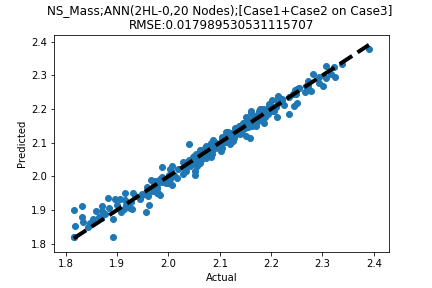 NS_Mass;ANN(2HL-0,20 Nodes);[Case1+Case2 on Case3]
RMSE:0.017989530531115707
2.4
2.3
2.2
2.1
2.0
1.9
1.8
Predicted
1.8 1.9 2.0 2.1 2.2 2.3 2.4
Actual